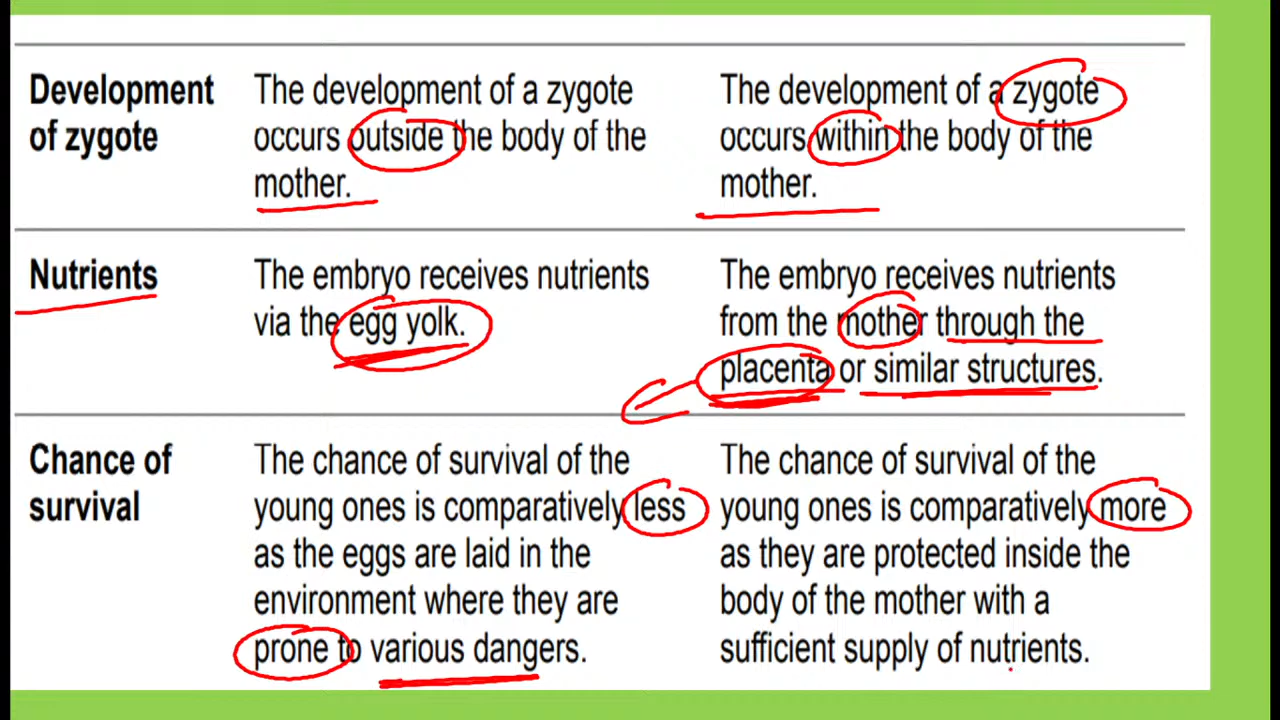 Development
of zygote
The development of a zygote
occurs outside the body of the
mother.
The development of a zygote
occurs within the body of the
mother.
Nutrients
The embryo receives nutrients
via the egg yolk.
The embryo receives nutrients
from the mother through the
placenta or similar structures.
Chance of
survival
The chance of survival of the
young ones is comparatively less
as the eggs are laid in the
environment where they are
prone to various dangers.
The chance of survival of the
young ones is comparatively more
as they are protected inside the
body of the mother with a
sufficient supply of nutrients.